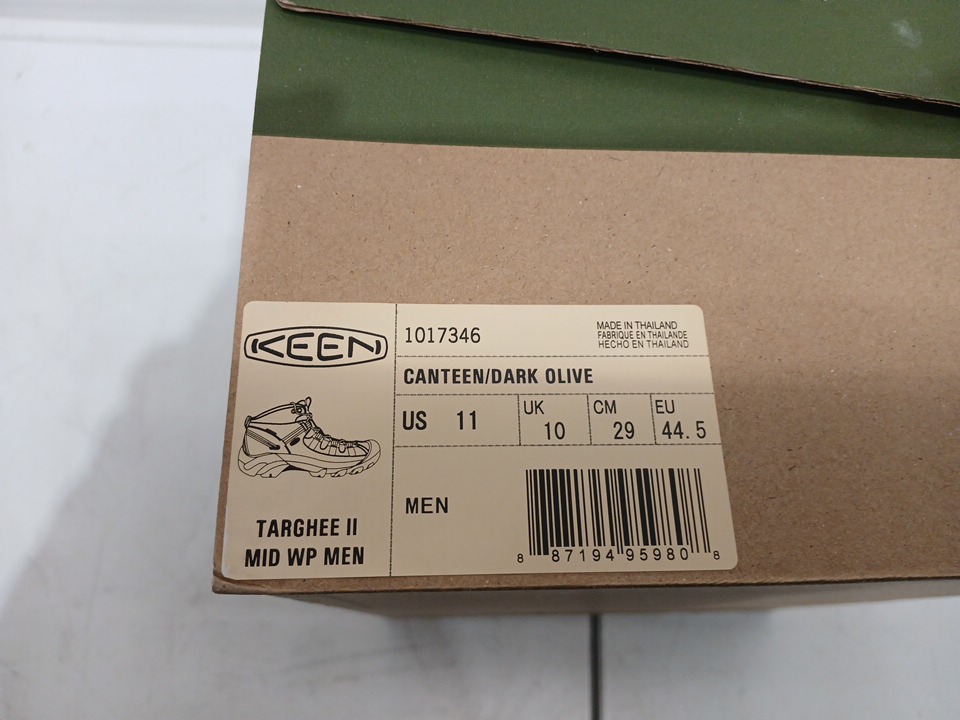 KEEN
1017346
MADE IN THAILAND
FABRIQUE EN THAILANDE
HECHO EN THAILAND
CANTEEN/DARK OLIVE
US 11
UK 10
CM 29
EU 44.5
MEN
TARGHEE II
MID WP MEN
8 87194 95980 8